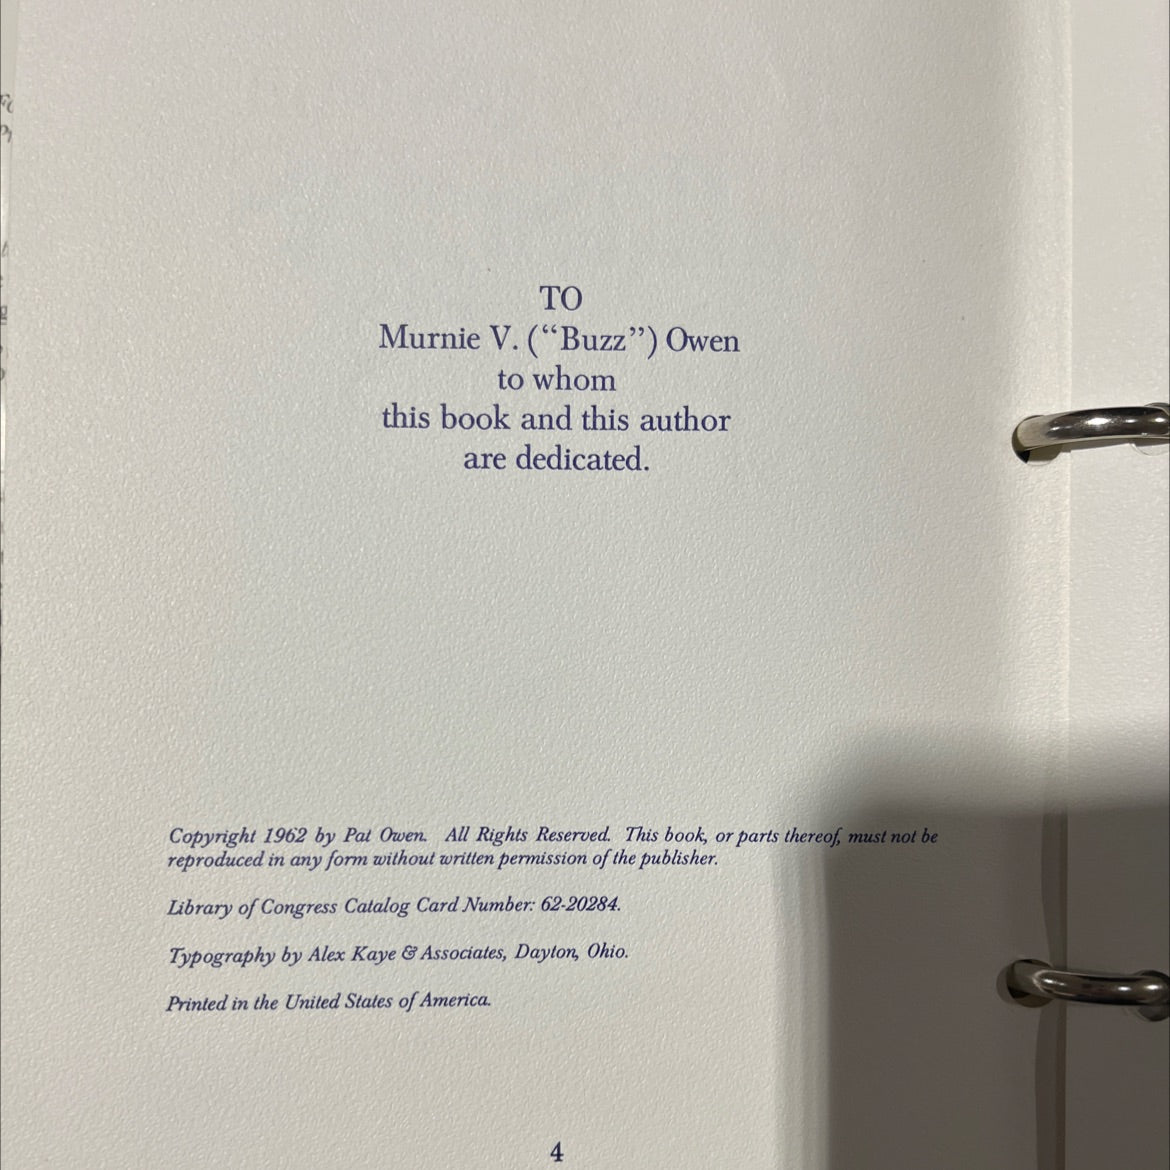 TO
Murnie V. (“Buzz”) Owen
to whom
this book and this author
are dedicated.
Copyright 1962 by Pat Owen. All Rights Reserved. This book, or parts thereof, must not be
reproduced in any form without written permission of the publisher.
Library of Congress Catalog Card Number: 62-20284.
Typography by Alex Kaye & Associates, Dayton, Ohio.
Printed in the United States of America.
4